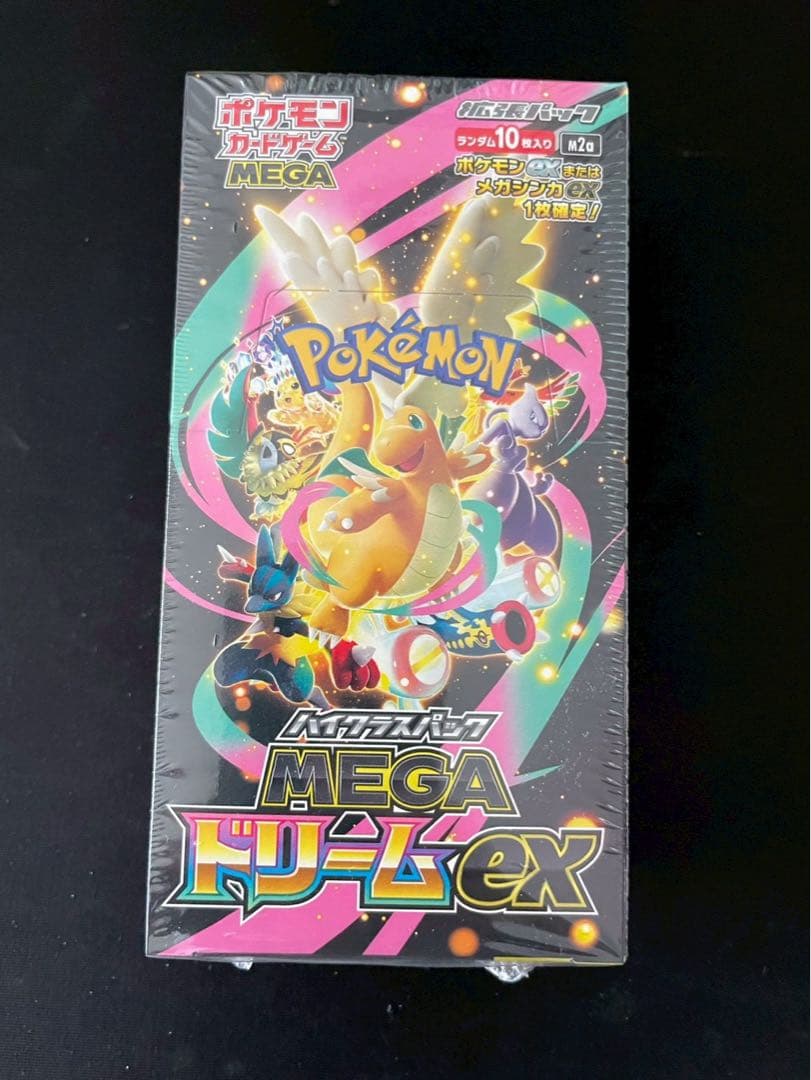 ポケモン
カードゲーム
MEGA
拡張パック
ランダム10枚入り
M2a
ポケモンexまたは
メガシンカex
1枚確定!
POKéMON
ハイクラスパック
MEGA
ドリームex